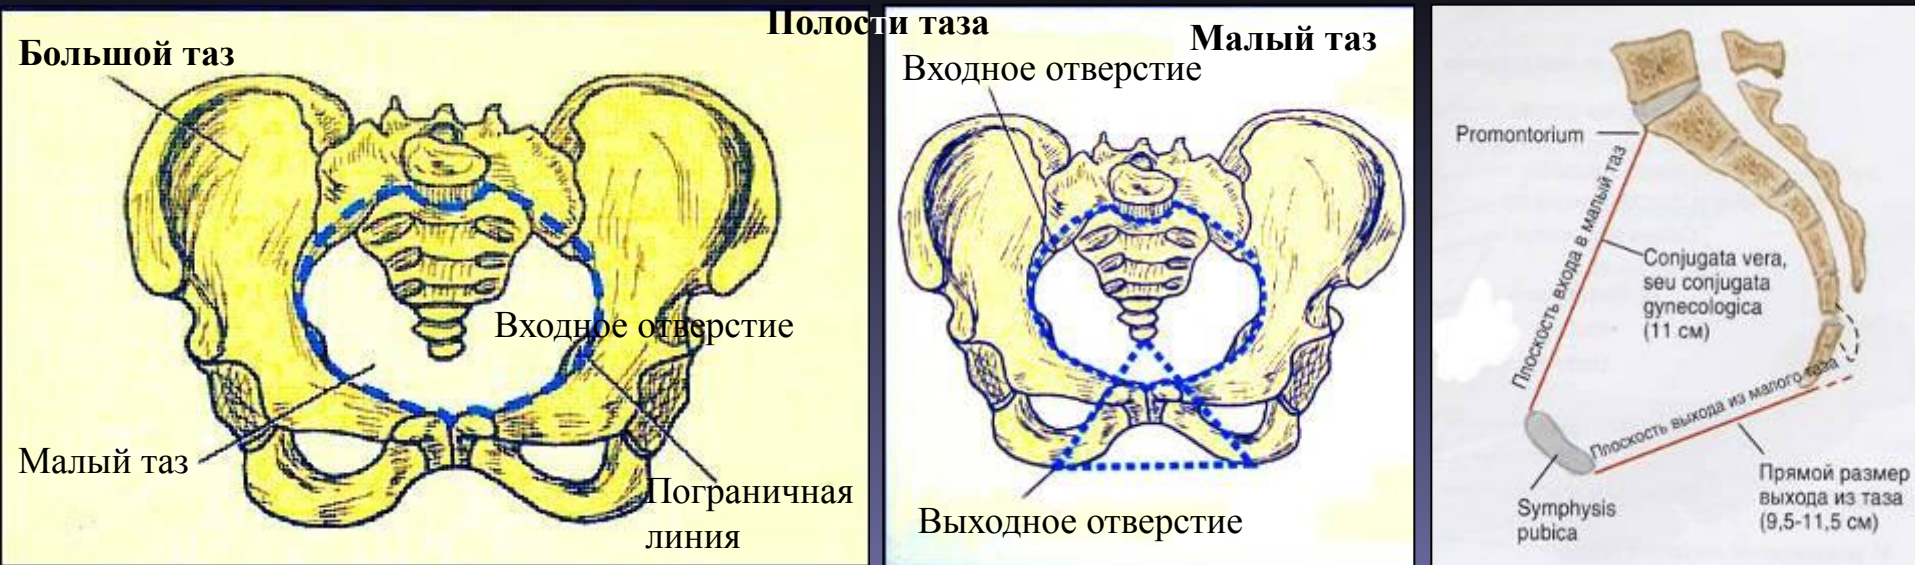 Полости таза
Большой таз
Входное отверстие
Малый таз
Пограничная
линия
Малый таз
Входное отверстие
Выходное отверстие
Promontorium
Плоскость входа в малый таз
Conjugata vera,
seu conjugata
gynecologica
(11 см)
Плоскость выхода из малого таза
Symphysis
pubica
Прямой размер
выхода из таза
(9,5-11,5 см)